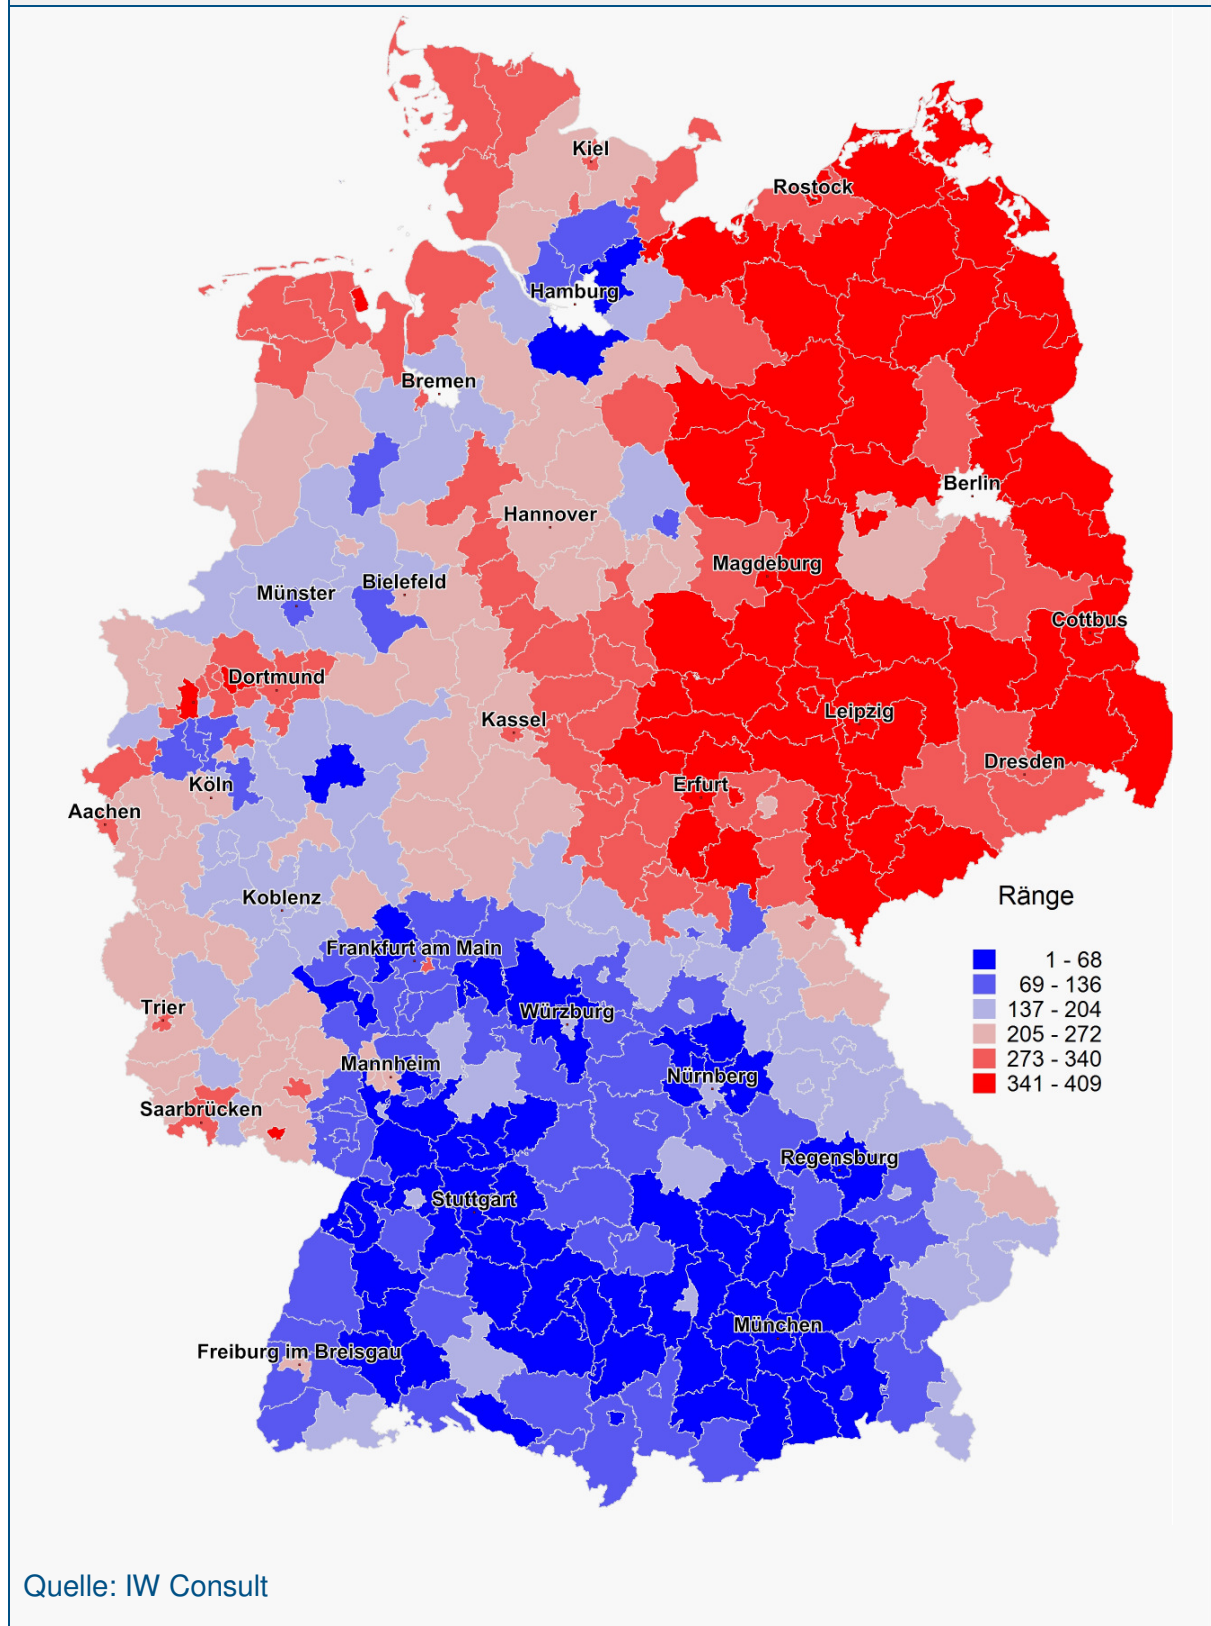 Kiel
Rostock
Hamburg
Bremen
Berlin
Hannover
Magdeburg
Bielefeld
Münster
Cottbus
Dortmund
Leipzig
Kassel
Dresden
Köln
Erfurt
Aachen
Koblenz
Frankfurt am Main
Trier
Würzburg
Mannheim
Nürnberg
Saarbrücken
Regensburg
Stuttgart
München
Freiburg im Breisgau
Ränge
1 - 68
69 - 136
137 - 204
205 - 272
273 - 340
341 - 409
Quelle: IW Consult